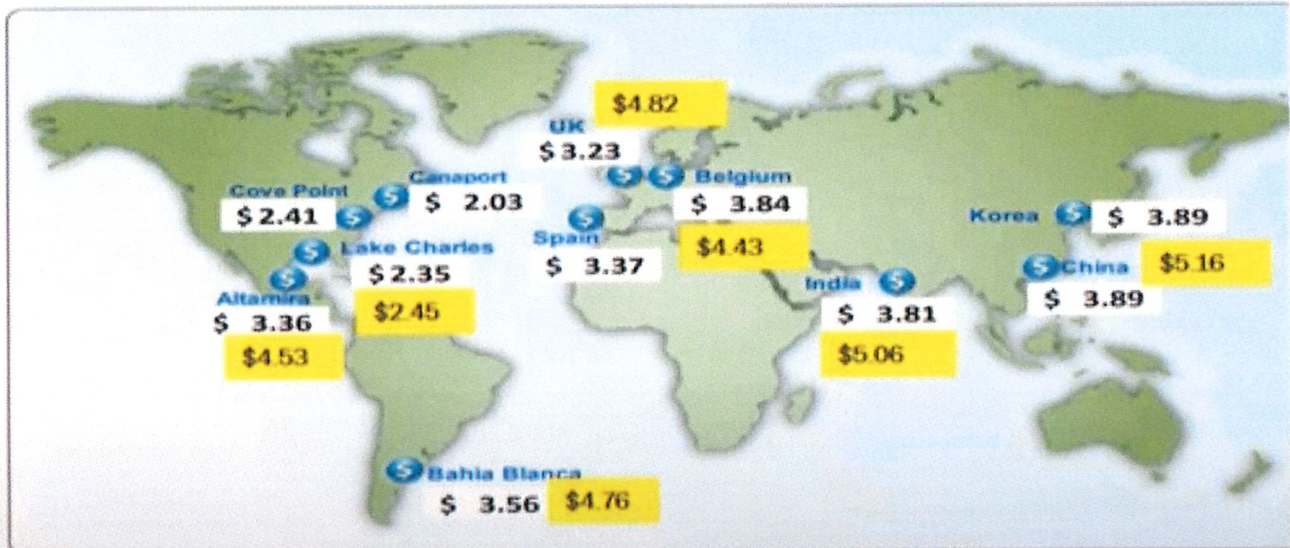 $4.82
UK
$ 3.23
Canaport
$ 2.03
Cove Point
$ 2.41
Belgium
$ 3.84
$4.43
Korea
$ 3.89
Lake Charles
$ 2.35
$2.45
Spain
$ 3.37
China
$5.16
$ 3.89
India
$ 3.81
$5.06
Altamira
$ 3.36
$4.53
Bahia Blanca
$ 3.56
$4.76